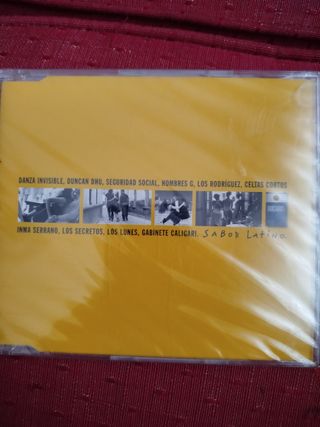 DANZA INVISIBLE, DUNCAN DHU, SEGURIDAD SOCIAL, HOMBRES G, LOS RODRÍGUEZ, CELTAS CORTOS
INMA SERRANO, LOS SECRETOS, LOS LUNES, GABINETE CALIGARI. SABOR LATINO